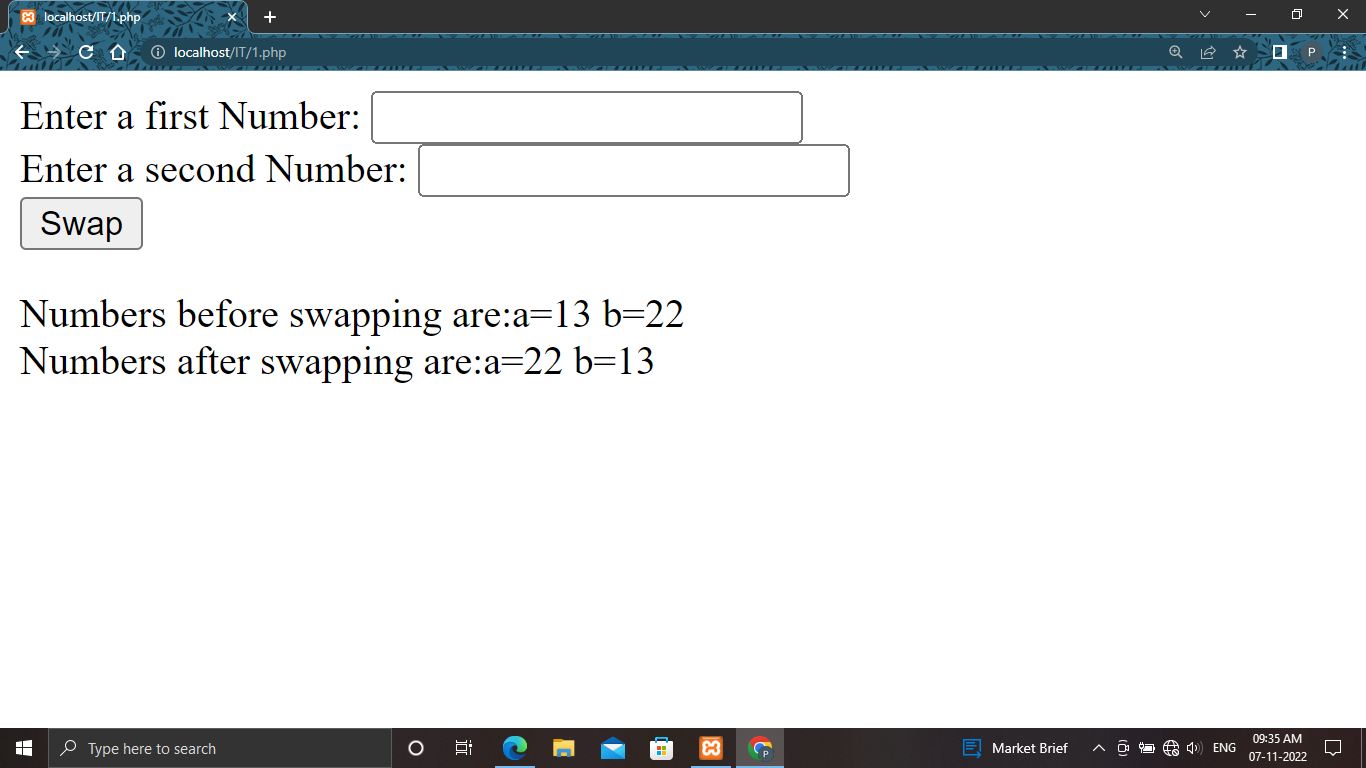 localhost/IT/1.php
localhost/IT/1.php
P
Enter a first Number:
Enter a second Number:
Swap
Numbers before swapping are:a=13 b=22
Numbers after swapping are:a=22 b=13
Type here to search
P
Market Brief
ENG
09:35 AM
07-11-2022